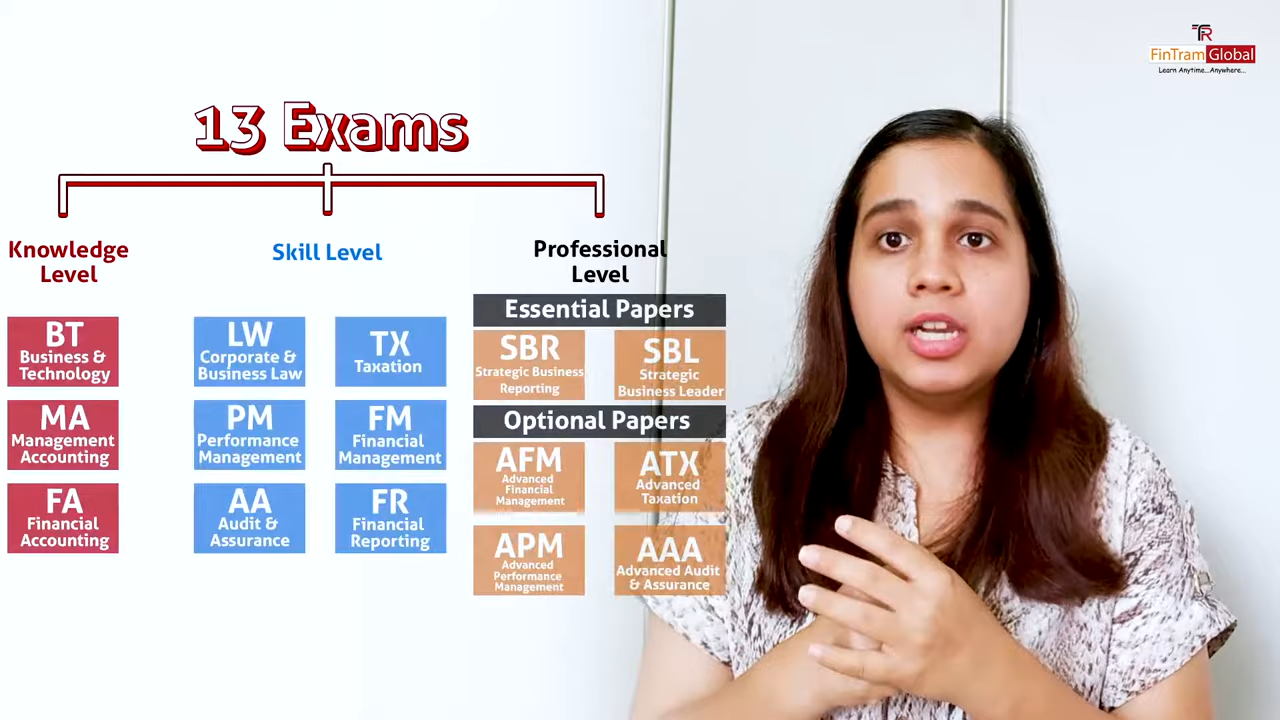 TR
FinTram Global
Learn Anytime...Anywhere...
13 Exams
Knowledge
Level
BT
Business &
Technology
MA
Management
Accounting
FA
Financial
Accounting
Skill Level
LW
Corporate &
Business Law
TX
Taxation
PM
Performance
Management
FM
Financial
Management
AA
Audit &
Assurance
FR
Financial
Reporting
Professional
Level
Essential Papers
SBR
Strategic Business
Reporting
SBL
Strategic
Business Leader
Optional Papers
AFM
Advanced
Financial
Management
ATX
Advanced
Taxation
APM
Advanced
Performance
Management
AAA
Advanced Audit
& Assurance